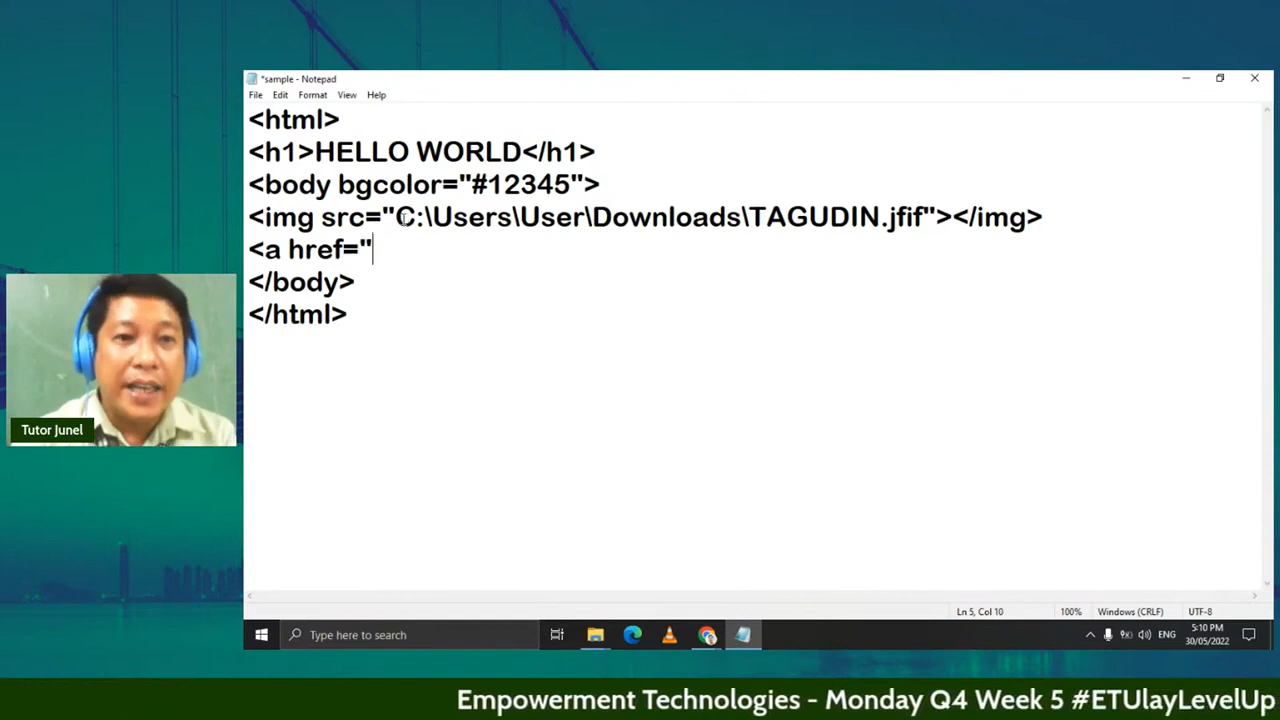 *sample - Notepad
File Edit Format View Help
<html>
<h1>HELLO WORLD</h1>
<body bgcolor="#12345">
<img src="C:\Users\User\Downloads\TAGUDIN.jfif"></img>
<a href="
</body>
</html>
Tutor Junel
Ln 5, Col 10 100% Windows (CRLF) UTF-8
Type here to search
ENG
5:10 PM
30/05/2022
Empowerment Technologies - Monday Q4 Week 5 #ETUlayLevelUp